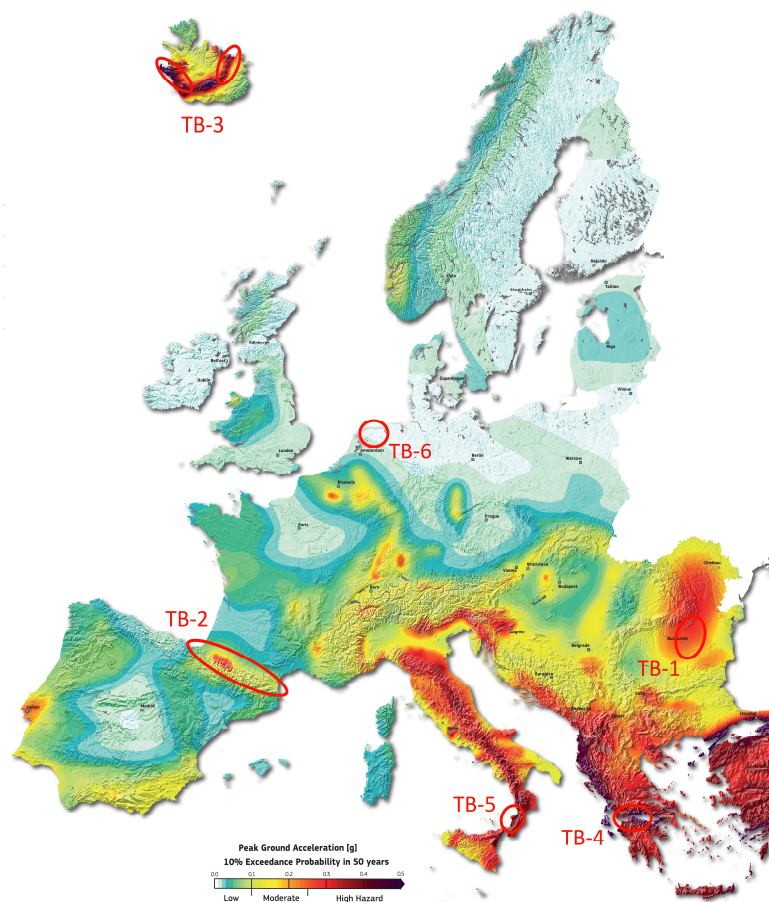 TB-3
Oslo
Helsinki
Stockholm
Tallinn
Riga
Edinburgh
Belfast
Dublin
Copenhagen
Vilnius
TB-6
London
Amsterdam
Berlin
Warsaw
Brussels
Prague
Paris
Chisinau
Vienna
Bratislava
Budapest
Bern
TB-2
Zagreb
Belgrade
Bucharest
TB-1
Sarajevo
Madrid
Lisbon
Istanbul
TB-5
TB-4
Peak Ground Acceleration [g]
10% Exceedance Probability in 50 years
0.0 0.1 0.2 0.3 0.4 0.5
Low Moderate High Hazard